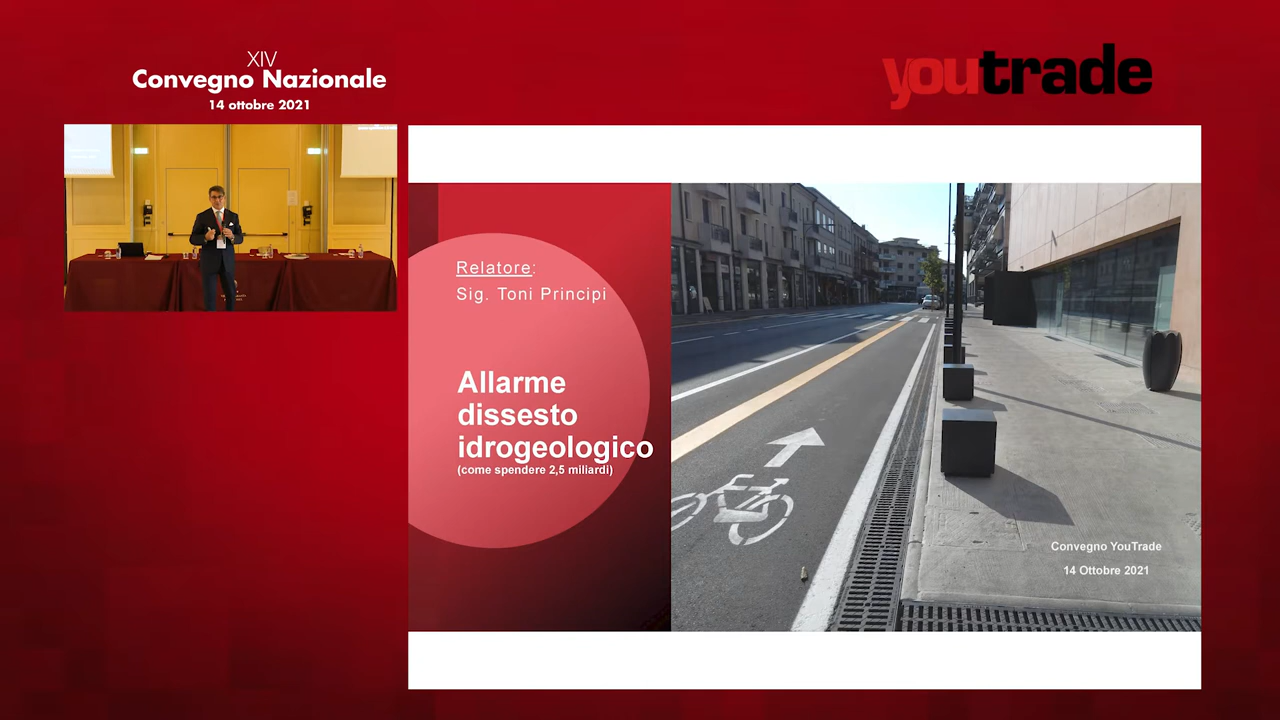 XIV
Convegno Nazionale
14 ottobre 2021
youtrade
Relatore:
Sig. Toni Principi
Allarme
dissesto
idrogeologico
(come spendere 2,5 miliardi)
Convegno YouTrade
14 Ottobre 2021